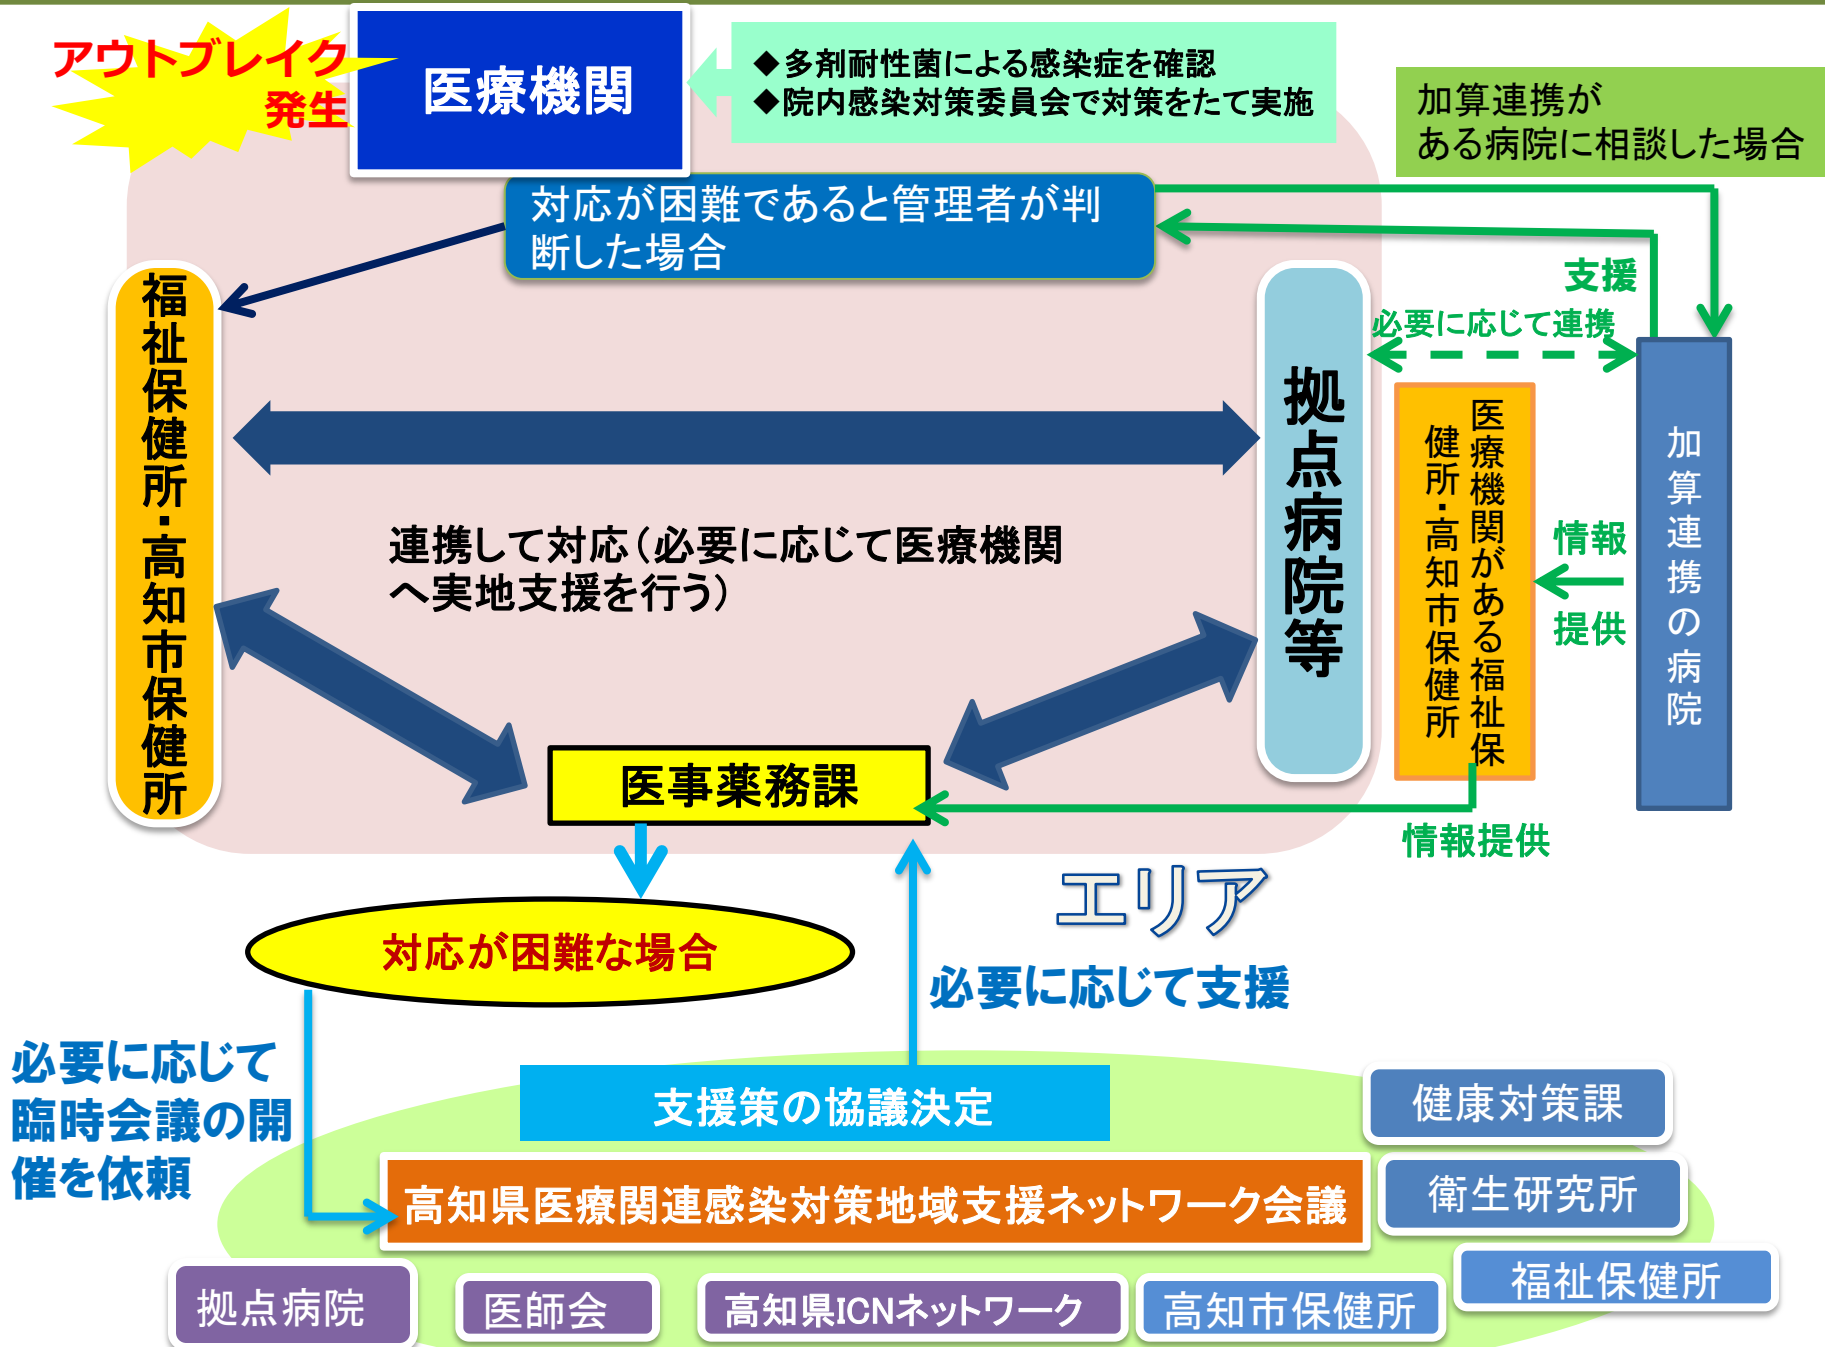 アウトブレイク
発生
医療機関
◆多剤耐性菌による感染症を確認
◆院内感染対策委員会で対策をたて実施
加算連携が
ある病院に相談した場合
対応が困難であると管理者が判
断した場合
支援
必要に応じて連携
福祉保健所・高知市保健所
拠点病院等
医療機関がある福祉保
健所・高知市保健所
加算連携の病院
情報
提供
連携して対応（必要に応じて医療機関
へ実地支援を行う）
医事薬務課
情報提供
エリア
対応が困難な場合
必要に応じて支援
必要に応じて
臨時会議の開
催を依頼
支援策の協議決定
健康対策課
高知県医療関連感染対策地域支援ネットワーク会議
衛生研究所
福祉保健所
拠点病院
医師会
高知県ICNネットワーク
高知市保健所